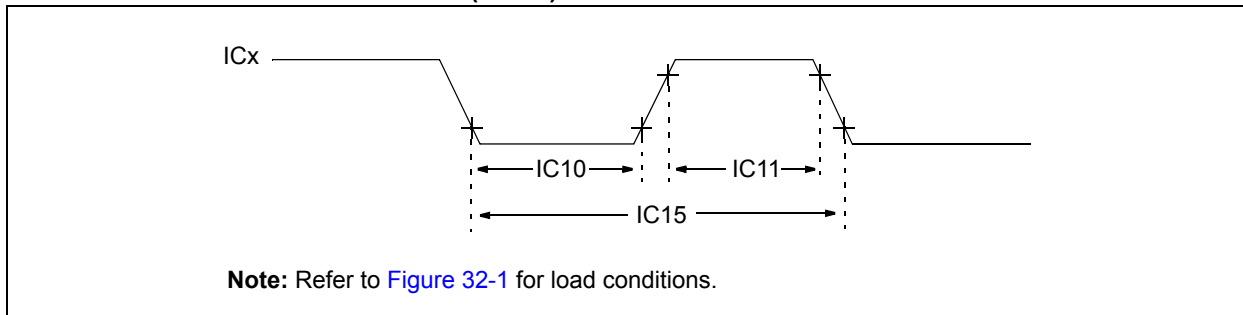 ICx
IC10
IC11
IC15
Note: Refer to Figure 32-1 for load conditions.